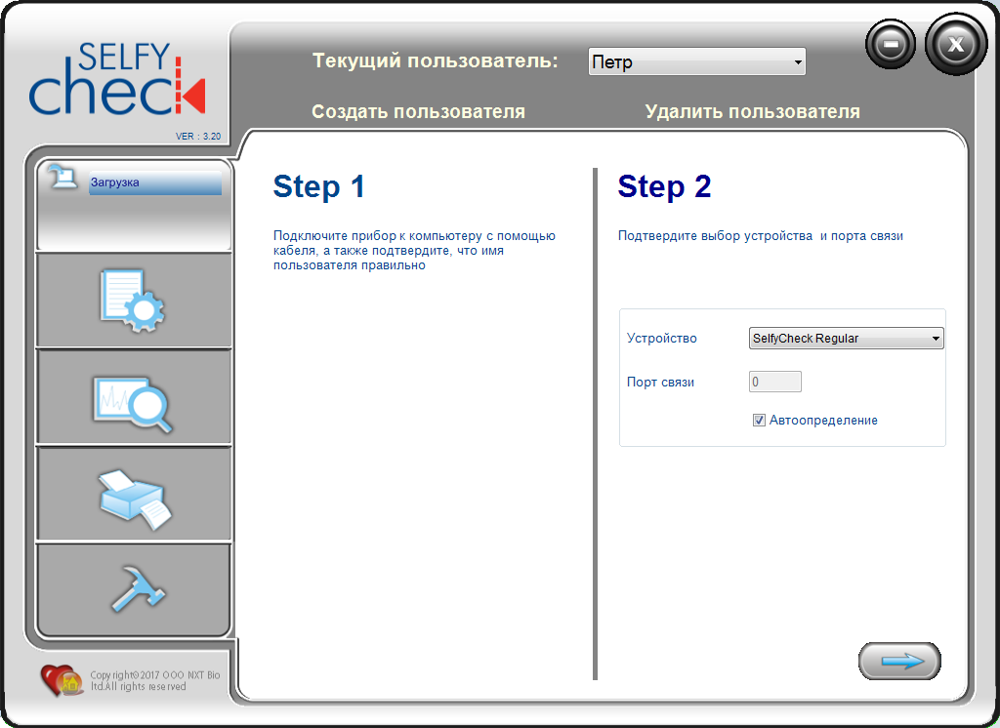 SELFY
check
VER : 3.20
Текущий пользователь:
Петр
Создать пользователя
Удалить пользователя
X
Загрузка
Step 1
Подключите прибор к компьютеру с помощью
кабеля, а также подтвердите, что имя
пользователя правильно
Step 2
Подтвердите выбор устройства и порта связи
Устройство
SelfyCheck Regular
Порт связи
0
Автоопределение
Copyright©2017 ООО NXT Bio
ltd.All rights reserved